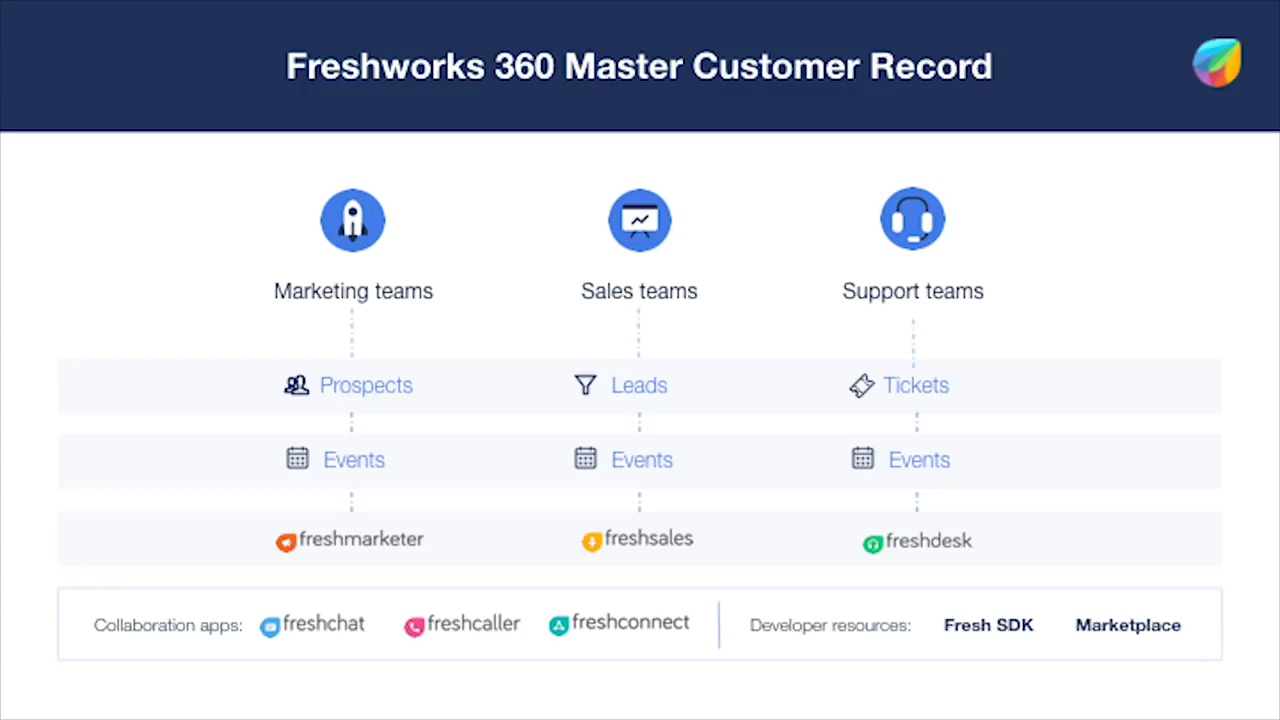 Freshworks 360 Master Customer Record
Marketing teams
Sales teams
Support teams
Prospects
Leads
Tickets
Events
Events
Events
freshmarketer
freshsales
freshdesk
Collaboration apps: freshchat freshcaller freshconnect
Developer resources: Fresh SDK Marketplace